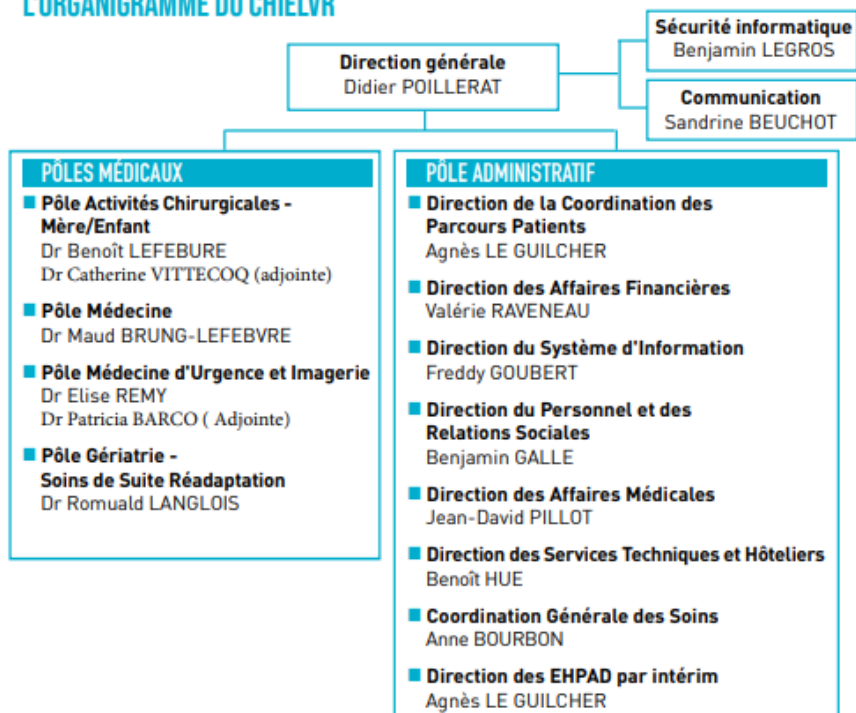 L'ORGANIGRAMME DU CHIELVR
Sécurité informatique
Benjamin LEGROS
Direction générale
Didier POILLERAT
Communication
Sandrine BEUCHOT
PÔLES MÉDICAUX
Pôle Activités Chirurgicales -
Mère/Enfant
Dr Benoît LEFEBURE
Dr Catherine VITTECOQ (adjointe)
Pôle Médecine
Dr Maud BRUNG-LEFEBVRE
Pôle Médecine d'Urgence et Imagerie
Dr Elise REMY
Dr Patricia BARCO ( Adjointe)
Pôle Gériatrie -
Soins de Suite Réadaptation
Dr Romuald LANGLOIS
PÔLE ADMINISTRATIF
Direction de la Coordination des
Parcours Patients
Agnès LE GUILCHER
Direction des Affaires Financières
Valérie RAVENEAU
Direction du Système d'Information
Freddy GOUBERT
Direction du Personnel et des
Relations Sociales
Benjamin GALLE
Direction des Affaires Médicales
Jean-David PILLOT
Direction des Services Techniques et Hôteliers
Benoît HUE
Coordination Générale des Soins
Anne BOURBON
Direction des EHPAD par intérim
Agnès LE GUILCHER